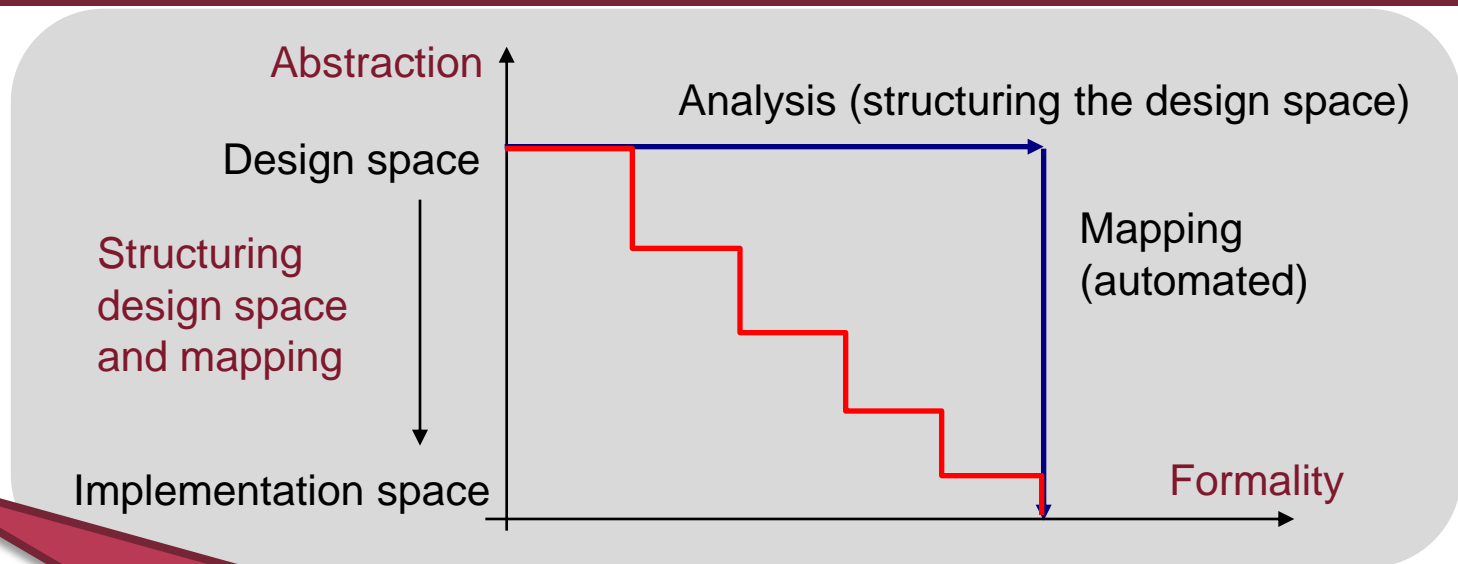 Abstraction
Analysis (structuring the design space)
Design space
Mapping
(automated)
Structuring
design space
and mapping
Formality
Implementation space